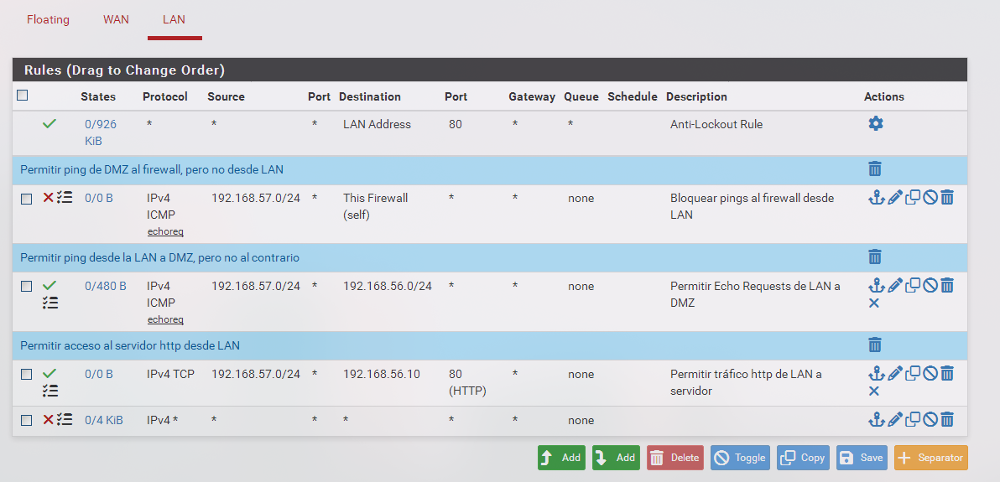 Floating WAN LAN
Rules (Drag to Change Order)
States Protocol Source Port Destination Port Gateway Queue Schedule Description Actions
0/926 * * * LAN Address 80 * * Anti-Lockout Rule
KiB
Permitir ping de DMZ al firewall, pero no desde LAN
0/0 B IPv4 192.168.57.0/24 * This Firewall * * none Bloquear pings al firewall desde
ICMP (self) LAN
echoreq
Permitir ping desde la LAN a DMZ, pero no al contrario
0/480 B IPv4 192.168.57.0/24 * 192.168.56.0/24 * * none Permitir Echo Requests de LAN a
ICMP DMZ
echoreq
Permitir acceso al servidor http desde LAN
0/0 B IPv4 TCP 192.168.57.0/24 * 192.168.56.10 80 * none Permitir tráfico http de LAN a
(HTTP) servidor
0/4 KiB IPv4 * * * * * * none
Add Add Delete Toggle Copy Save Separator